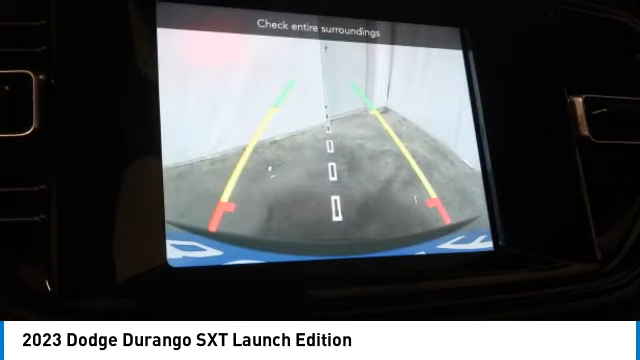 Check entire surroundings
2023 Dodge Durango SXT Launch Edition